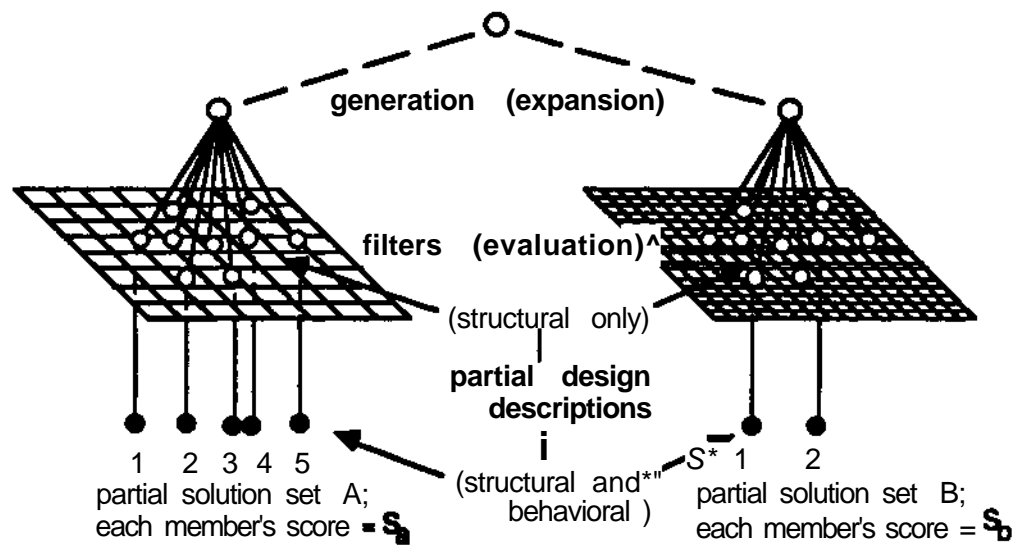 generation (expansion)
filters (evaluation)^
(structural only)
partial design
descriptions
i
(structural and*"
behavioral )
1 2 3 4 5
partial solution set A;
each member's score = Sa
S* 1 2
partial solution set B;
each member's score = Sb